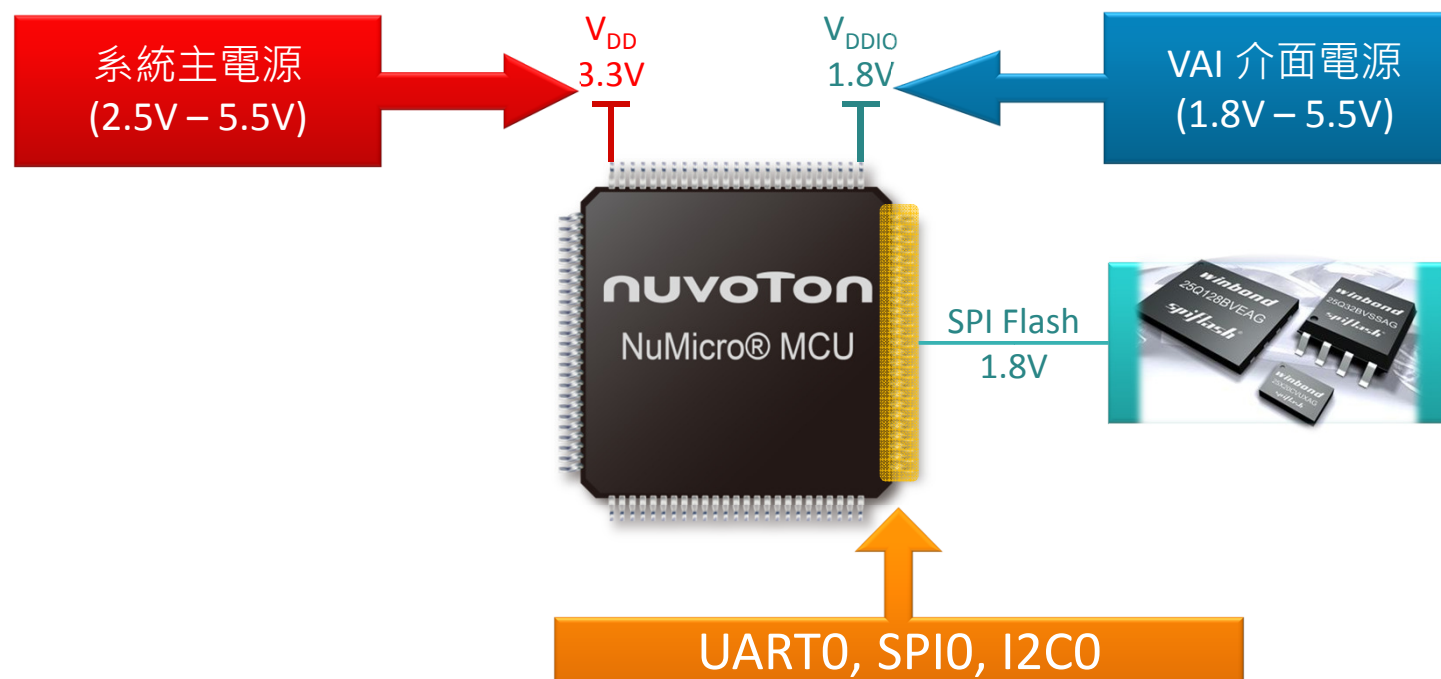 系統主電源
(2.5V – 5.5V)
VDD
3.3V
VDDIO
1.8V
VAI 介面電源
(1.8V – 5.5V)
nuvoTon
NuMicro® MCU
SPI Flash
1.8V
winbond
25Q128BVEAG
spiflash
winbond
25Q32BVSSAG
spiflash
winbond
spiflash
UART0, SPI0, I2C0